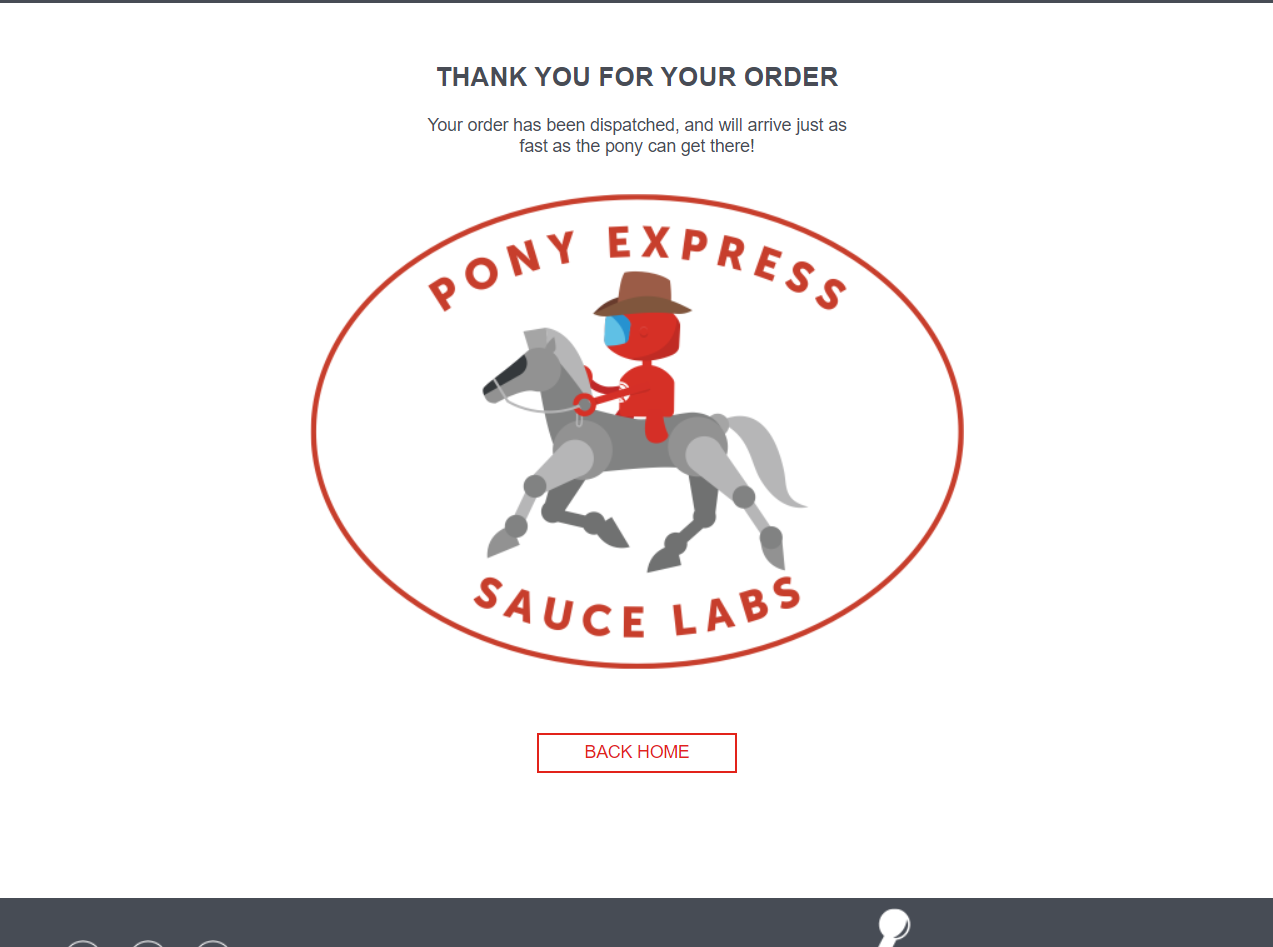 THANK YOU FOR YOUR ORDER
Your order has been dispatched, and will arrive just as
fast as the pony can get there!
PONY EXPRESS
SAUCE LABS
BACK HOME